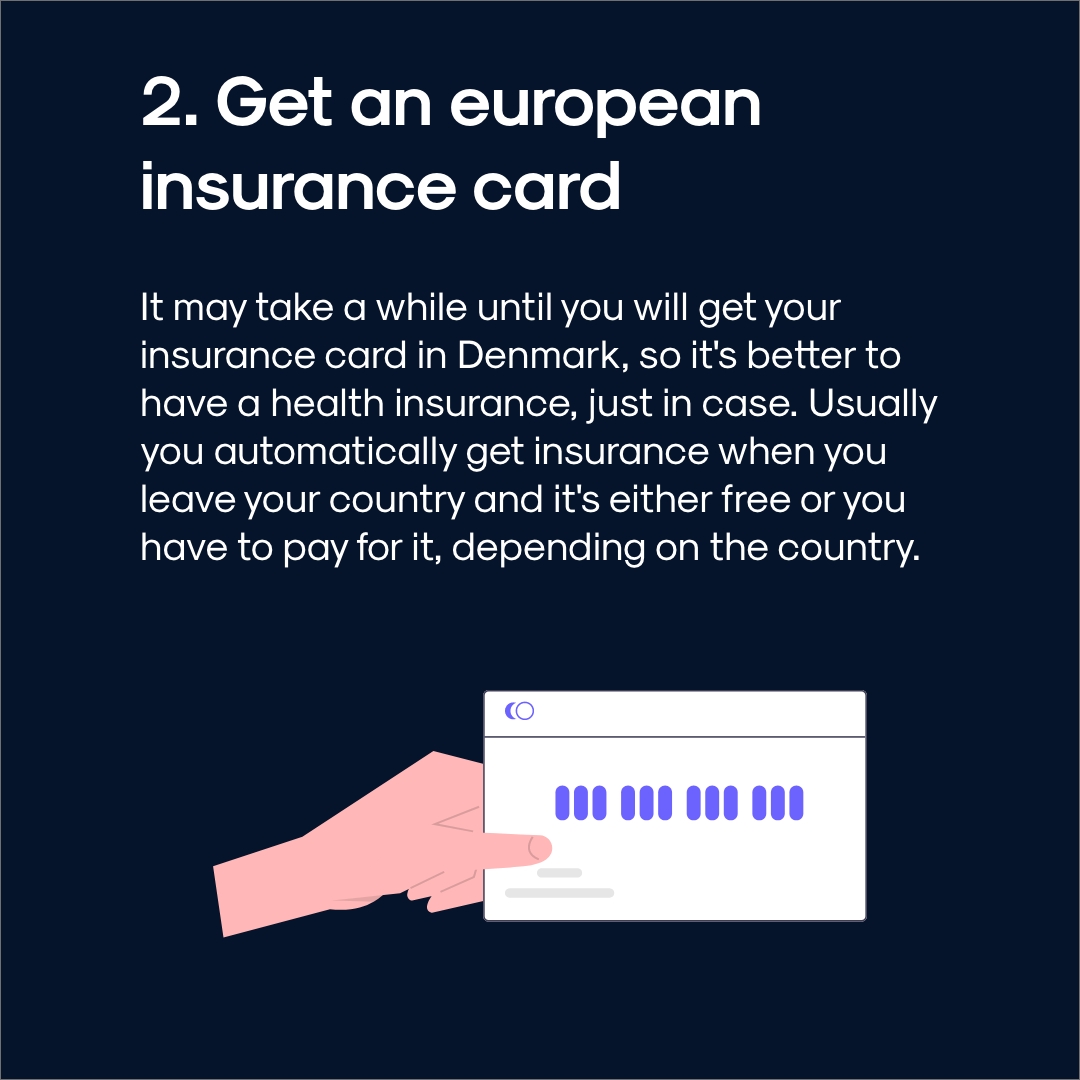 2. Get an european
insurance card
It may take a while until you will get your
insurance card in Denmark, so it's better to
have a health insurance, just in case. Usually
you automatically get insurance when you
leave your country and it's either free or you
have to pay for it, depending on the country.